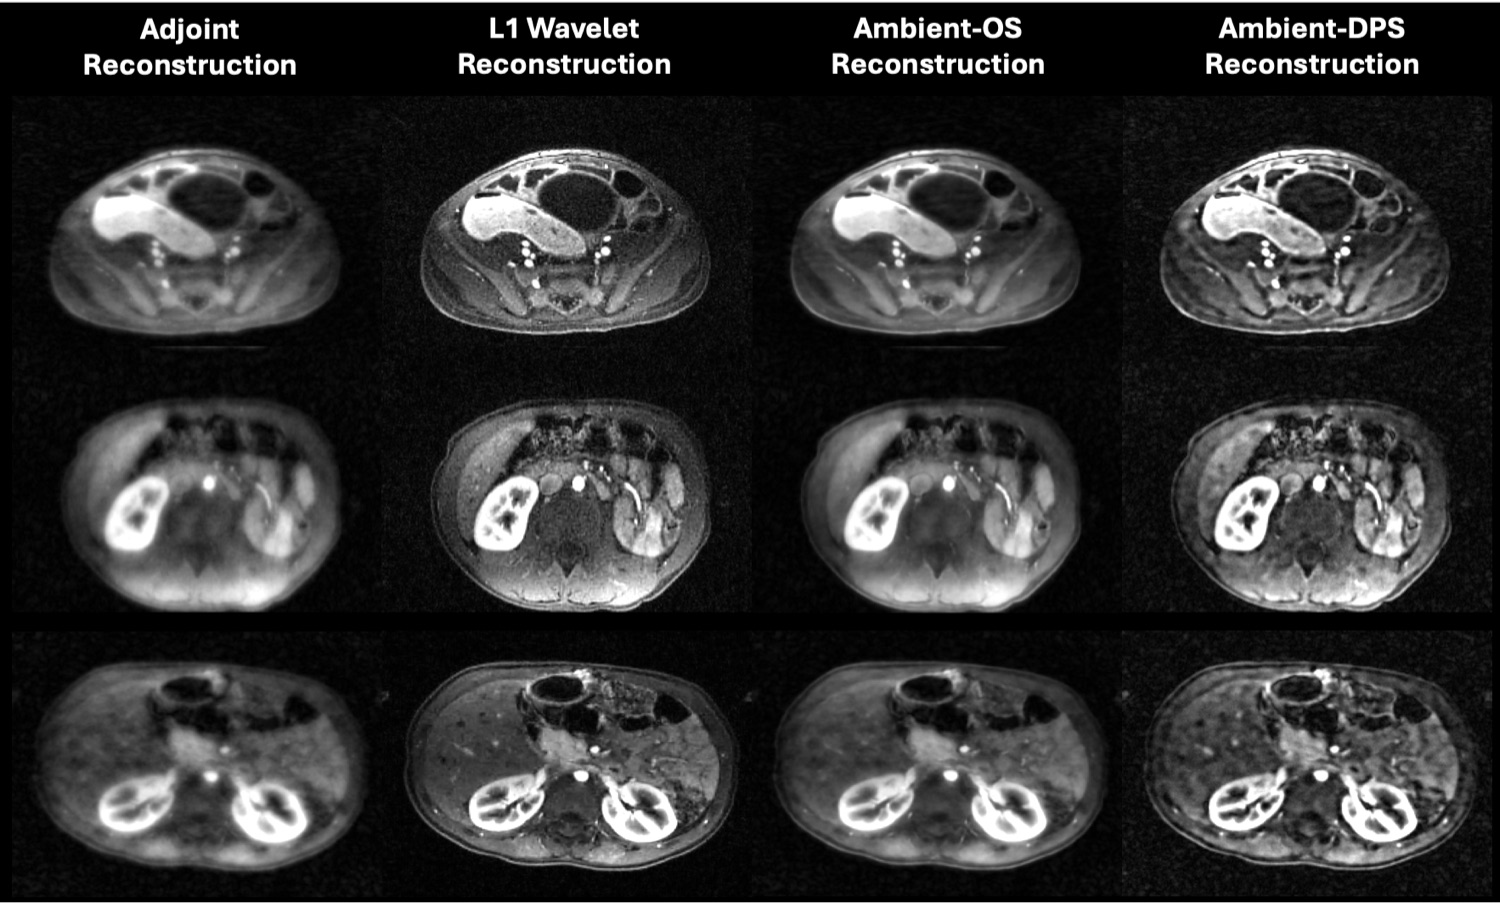 Adjoint
Reconstruction
L1 Wavelet
Reconstruction
Ambient-OS
Reconstruction
Ambient-DPS
Reconstruction